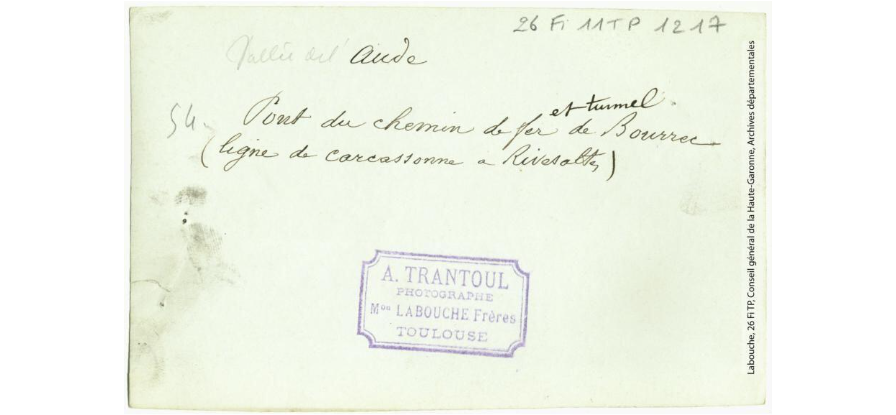 26 Fi 11 TP 1217
Vallée de l' Aude
54. Pont du chemin de fer et tunnel de Bourrec
(ligne de Carcassonne a Rivesaltes)
A. TRANTOUL
PHOTOGRAPHE
Mon LABOUCHE Frères
TOULOUSE
Labouche, 26 Fi TP, Conseil général de la Haute-Garonne, Archives départementales